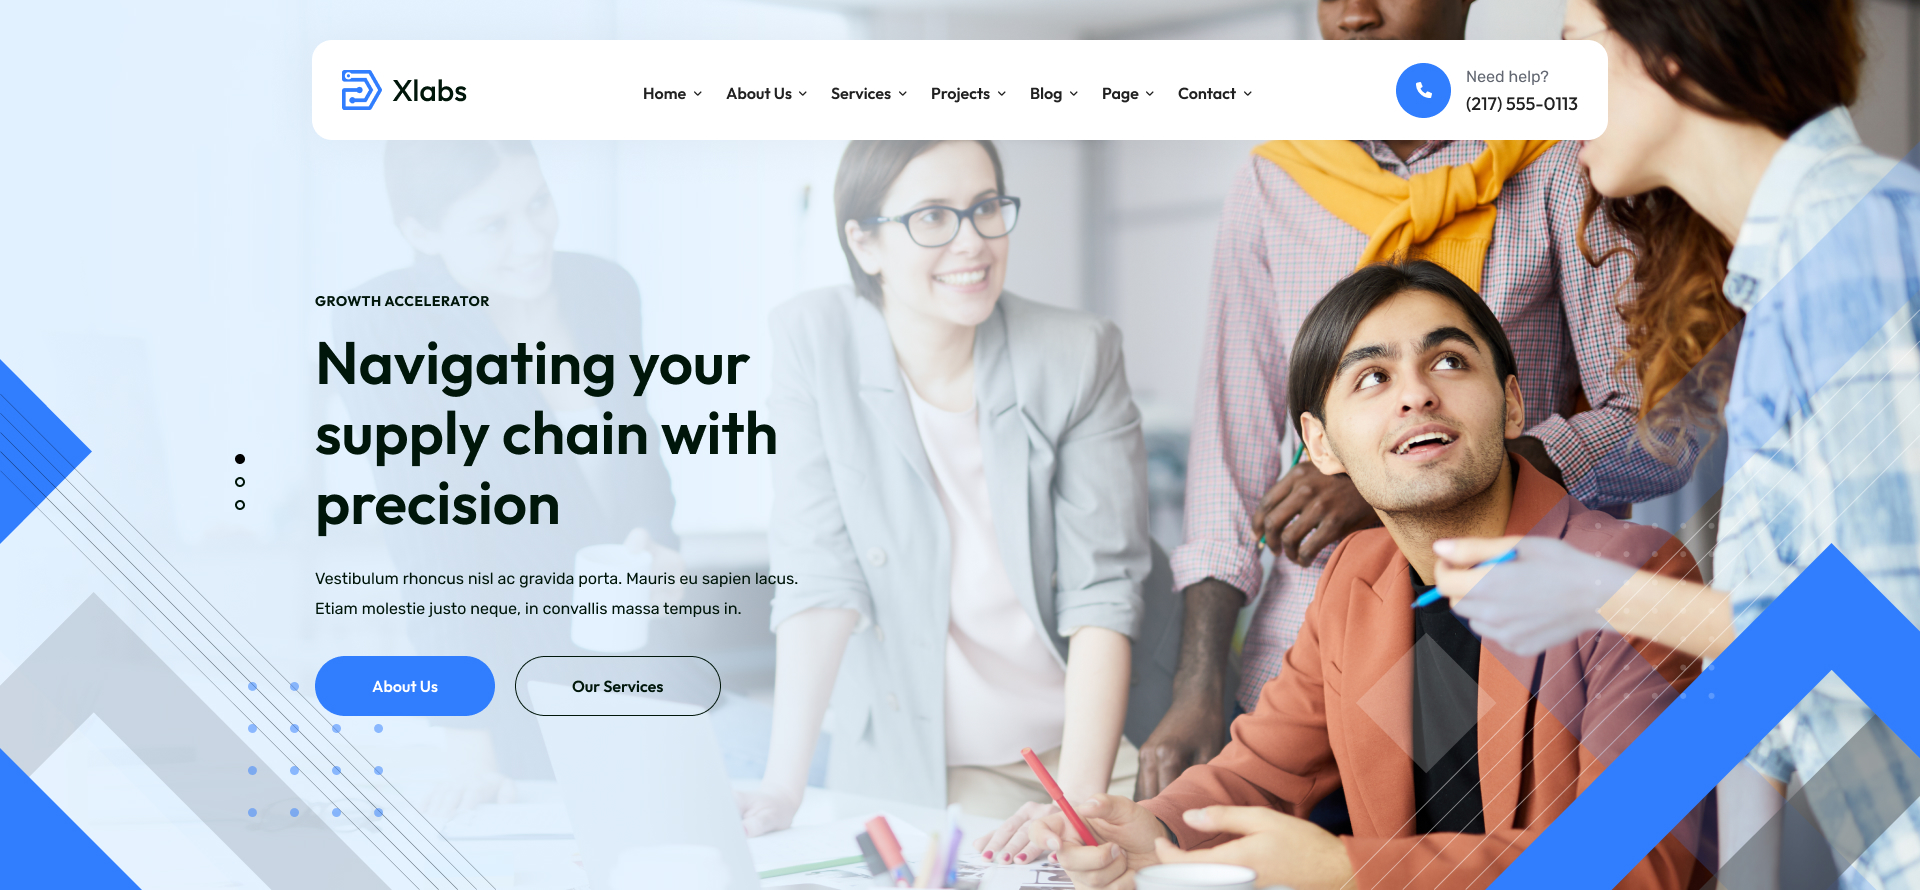 Xlabs
Home
About Us
Services
Projects
Blog
Page
Contact
Need help?
(217) 555-0113
GROWTH ACCELERATOR
Navigating your
supply chain with
precision
Vestibulum rhoncus nisl ac gravida porta. Mauris eu sapien lacus.
Etiam molestie justo neque, in convallis massa tempus in.
About Us
Our Services